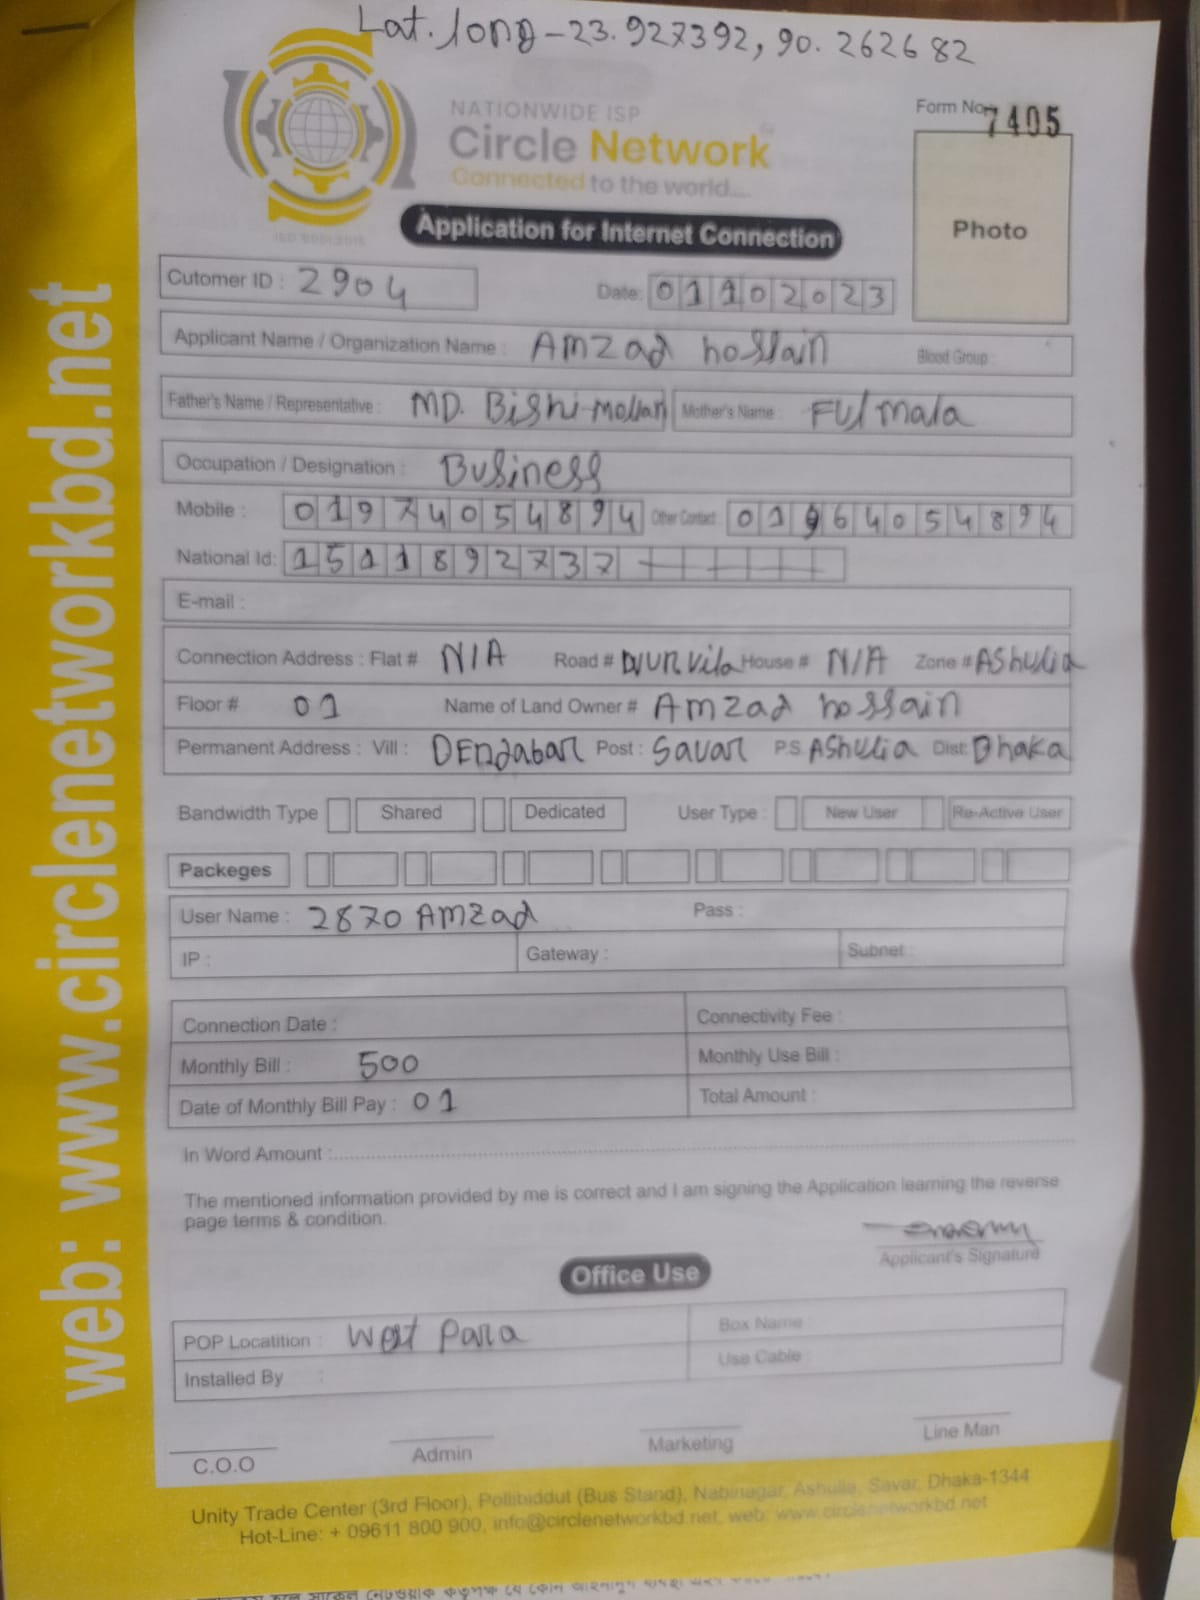 Lat. long - 23.927392, 90.262682
NATIONWIDE ISP
Circle Network
Connected to the world....
Form No. 7405
Photo
Application for Internet Connection
Cutomer ID : 2904 Date: 01102023
Applicant Name / Organization Name : Amzad hossain Blood Group :
Father's Name / Representative : MD. Bishi-mollah Mother's Name : Fulmala
Occupation / Designation : Business
Mobile : 01974054894 Other Contact : 01964054894
National Id: 1511892737
E-mail :
Connection Address : Flat # N/A Road # Vila House # N/A Zone # AShulia
Floor # 01 Name of Land Owner # Amzad hossain
Permanent Address : Vill : DEndabar Post : Savar P.S. AShulia Dist: Dhaka
Bandwidth Type Shared Dedicated User Type : New User Re-Active User
Packeges
User Name : 2870 Amzad Pass :
IP : Gateway : Subnet :
Connection Date : Connectivity Fee :
Monthly Bill : 500 Monthly Use Bill :
Date of Monthly Bill Pay : 01 Total Amount :
In Word Amount :
The mentioned information provided by me is correct and I am signing the Application learning the reverse
page terms & condition.
Applicant's Signature
Office Use
POP Locatition : West Para Box Name :
Installed By : Use Cable :
C.O.O Admin Marketing Line Man
Unity Trade Center (3rd Floor), Pollibiddut (Bus Stand), Nabinagar, Ashulia, Savar, Dhaka-1344
Hot-Line: + 09611 800 900, info@circlenetworkbd.net, web: www.circlenetworkbd.net
web: www.circlenetworkbd.net